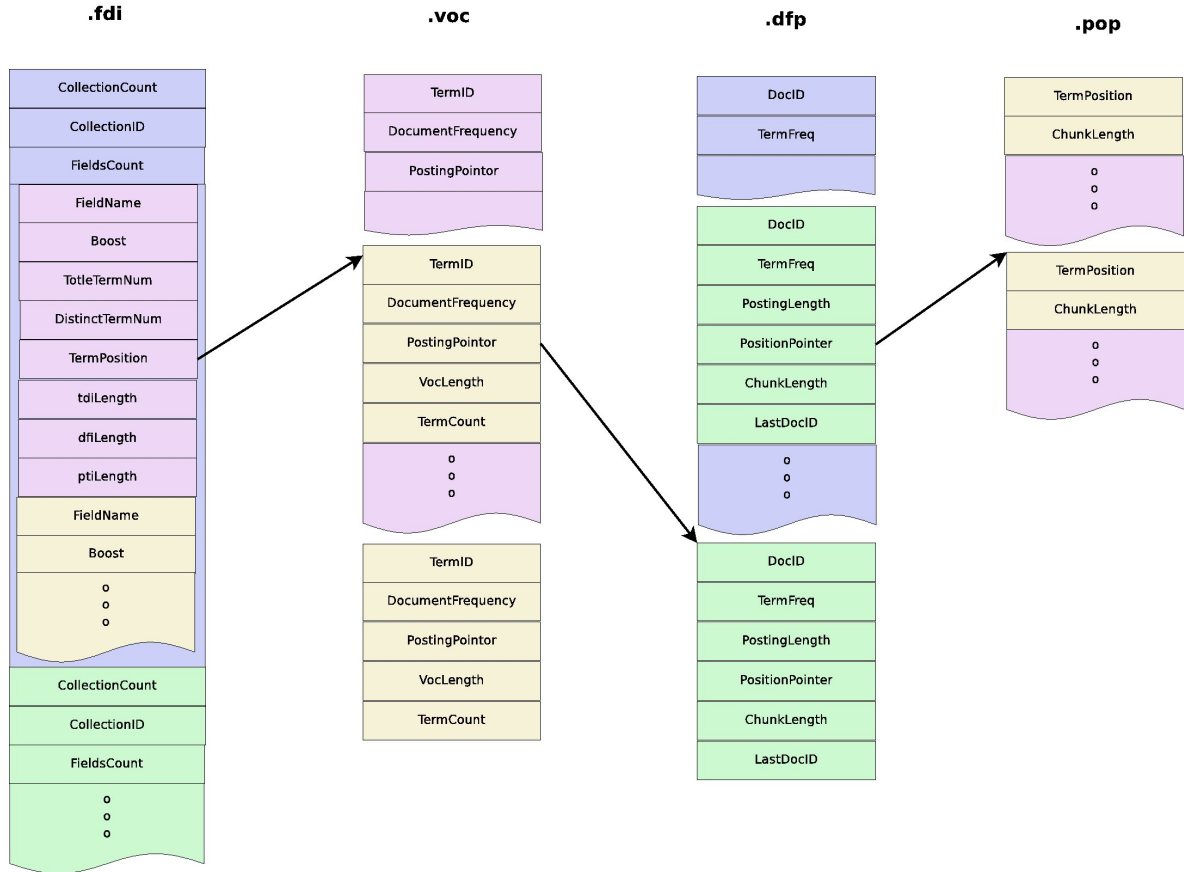 .fdi
CollectionCount
CollectionID
FieldsCount
FieldName
Boost
TotleTermNum
DistinctTermNum
TermPosition
tdiLength
dfiLength
ptiLength
FieldName
Boost
o
o
o
CollectionCount
CollectionID
FieldsCount
o
o
o
.voc
TermID
DocumentFrequency
PostingPointor
TermID
DocumentFrequency
PostingPointor
VocLength
TermCount
o
o
o
TermID
DocumentFrequency
PostingPointor
VocLength
TermCount
.dfp
DocID
TermFreq
DocID
TermFreq
PostingLength
PositionPointer
ChunkLength
LastDocID
o
o
o
DocID
TermFreq
PostingLength
PositionPointer
ChunkLength
LastDocID
.pop
TermPosition
ChunkLength
o
o
o
TermPosition
ChunkLength
o
o
o